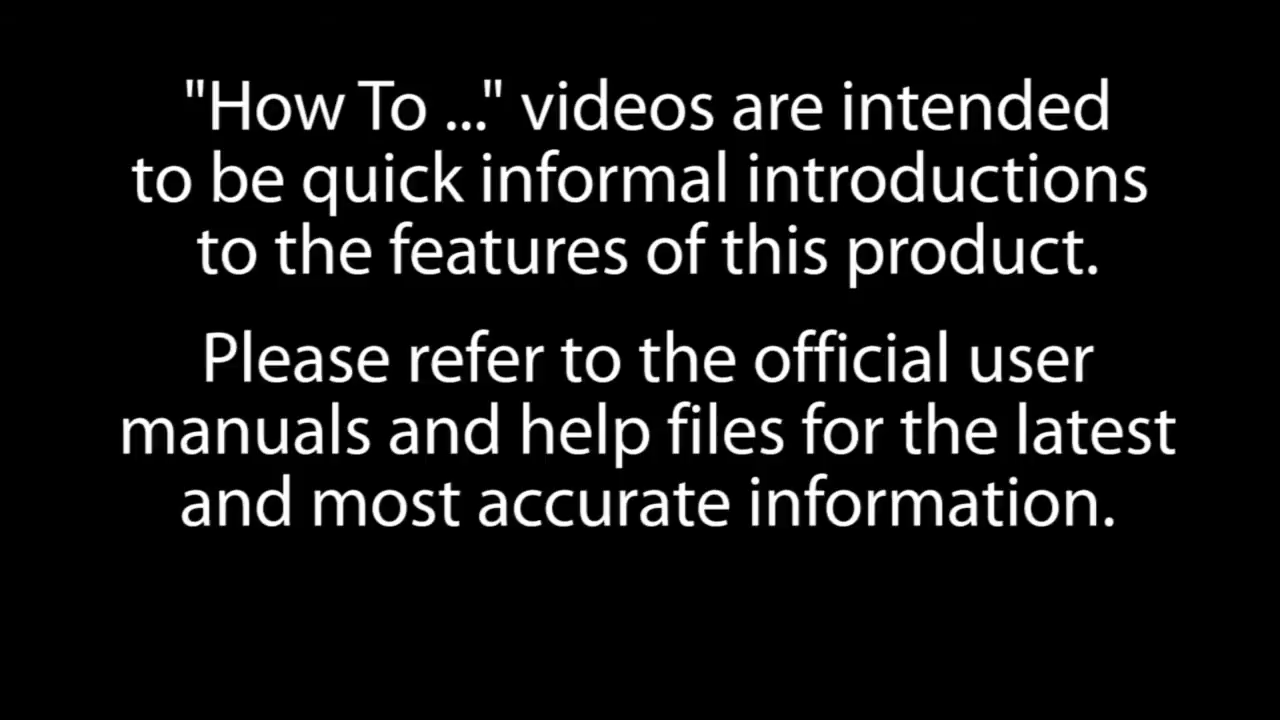 "How To ..." videos are intended
to be quick informal introductions
to the features of this product.
Please refer to the official user
manuals and help files for the latest
and most accurate information.